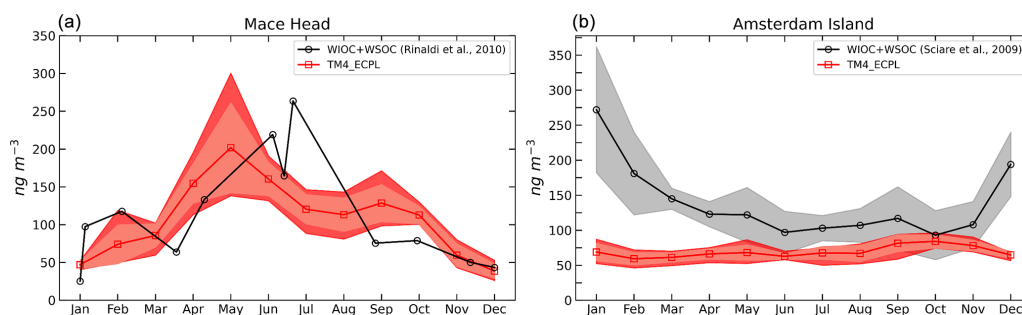 (a)
Mace Head
350
300
250
200
150
100
50
0
ng m⁻³
WIOC+WSOC (Rinaldi et al., 2010)
TM4_ECPL
Jan Feb Mar Apr May Jun Jul Aug Sep Oct Nov Dec
(b)
Amsterdam Island
350
300
250
200
150
100
50
0
ng m⁻³
WIOC+WSOC (Sciare et al., 2009)
TM4_ECPL
Jan Feb Mar Apr May Jun Jul Aug Sep Oct Nov Dec